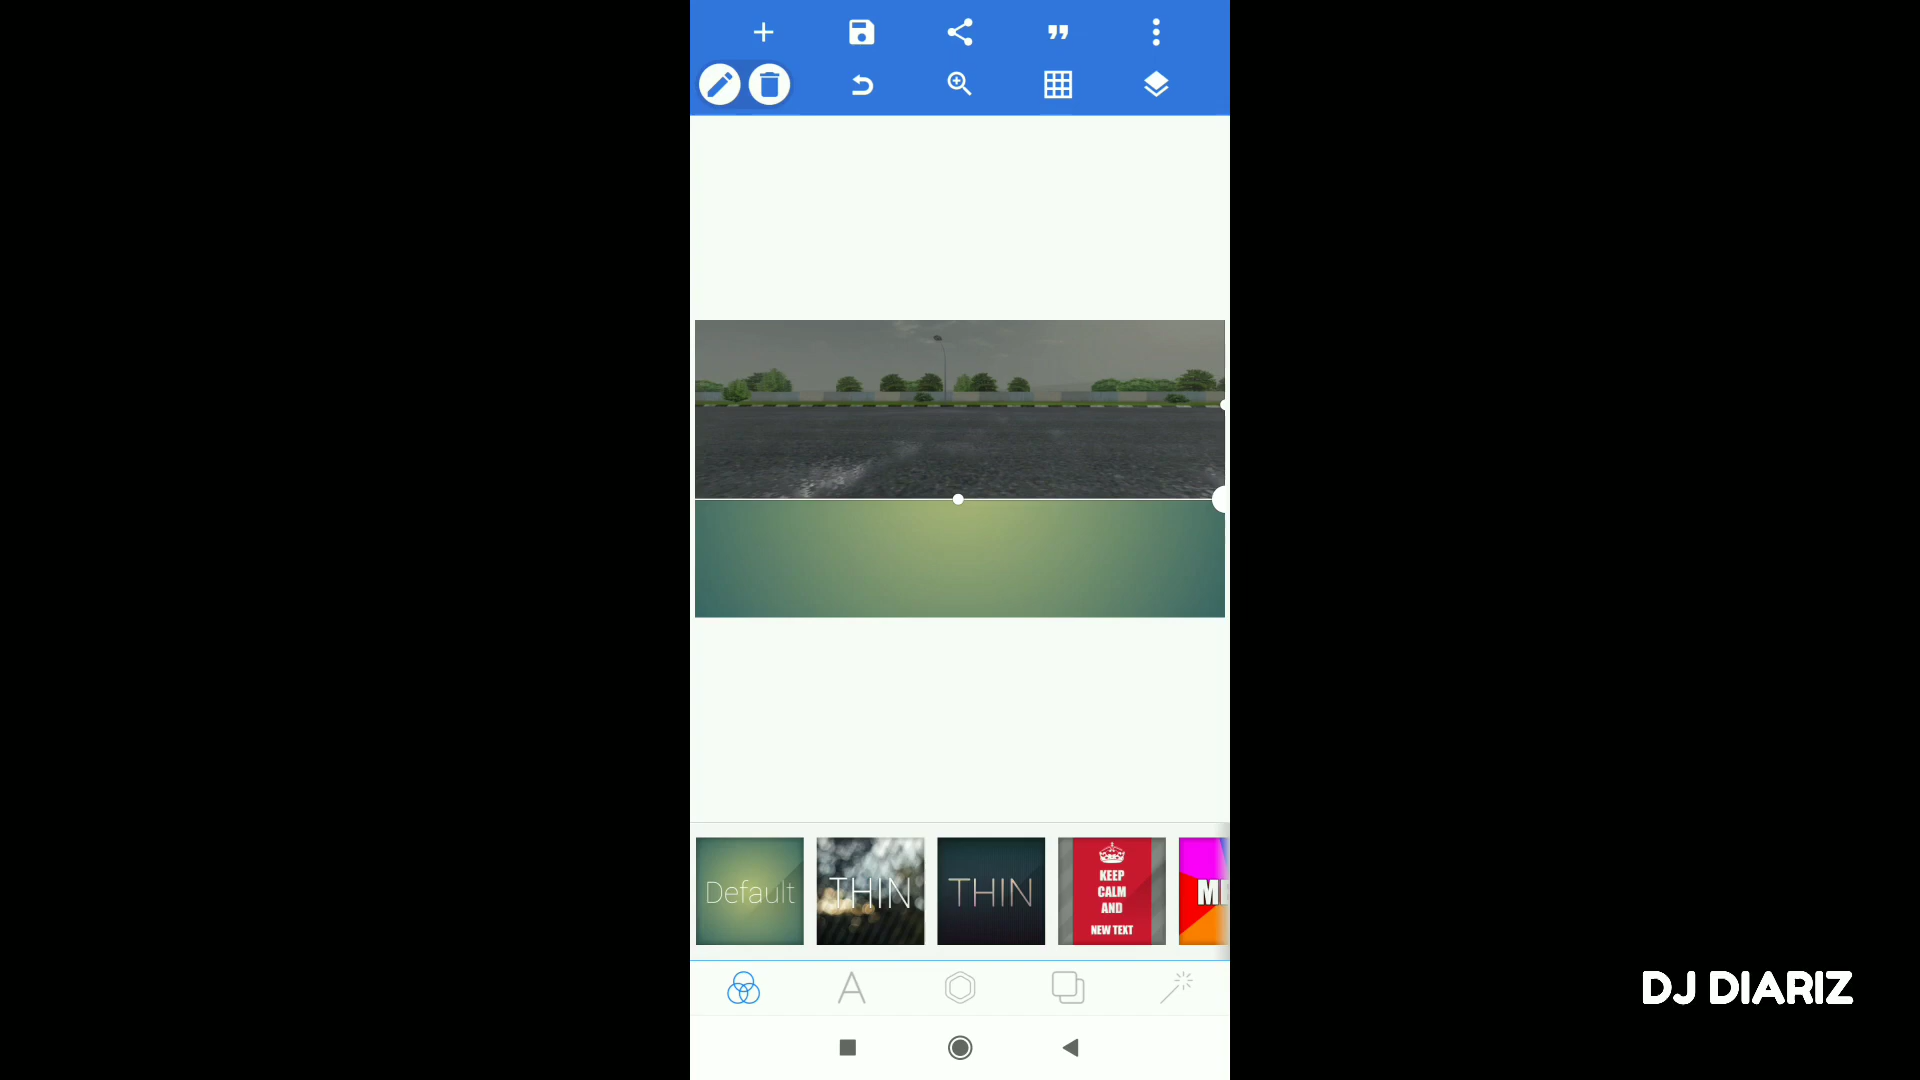 Default
THIN
THIN
KEEP
CALM
AND
NEW TEXT
DJ DIARIZ